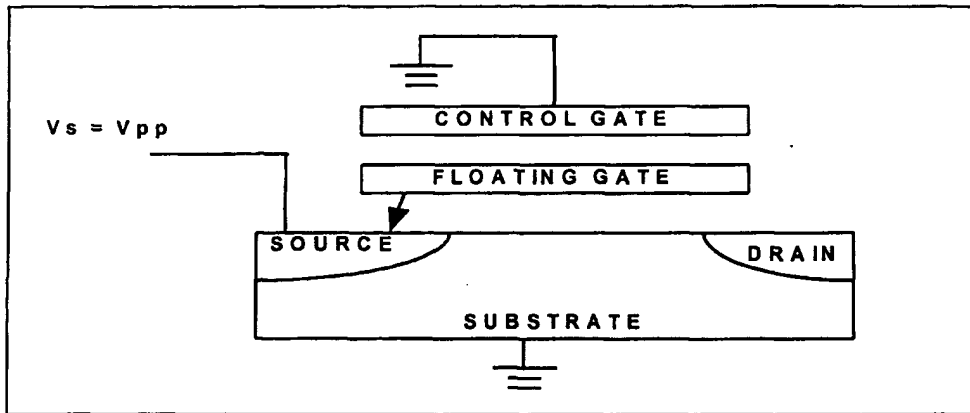 CONTROL GATE
Vs = Vpp
FLOATING GATE
SOURCE
DRAIN
SUBSTRATE